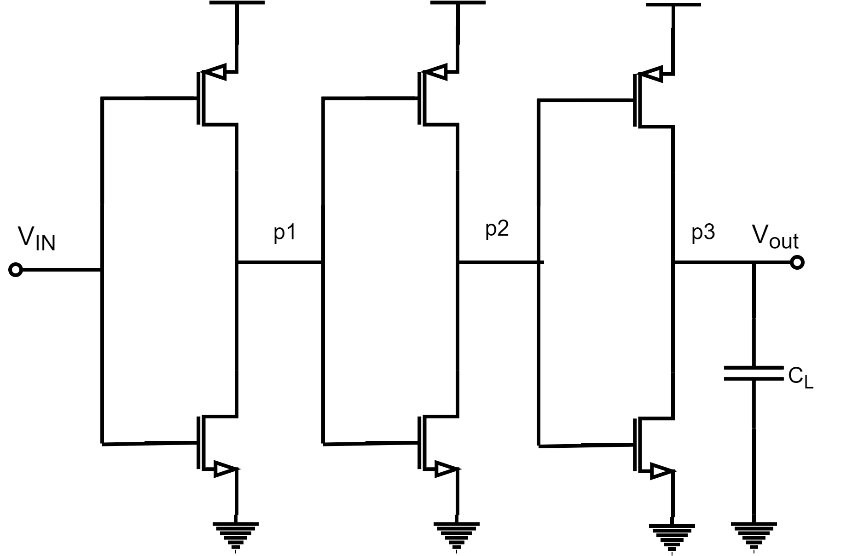 V_IN
p1
p2
p3
V_out
C_L